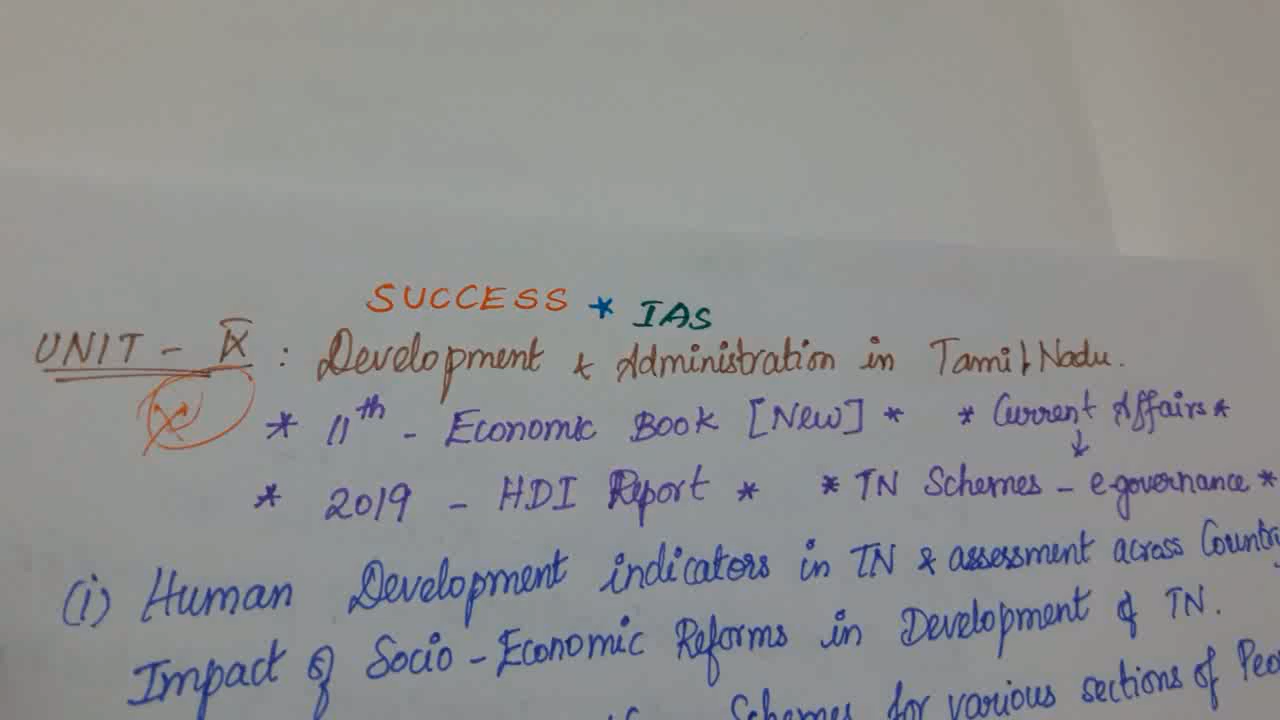 SUCCESS * IAS
UNIT - IX : Development & Administration in Tamil Nadu.
* 11th - Economic Book [New] * * Current Affairs *
* 2019 - HDI Report * * TN Schemes - e-governance *
(i) Human Development indicators in TN & assessment across
Impact of Socio - Economic Reforms in Development of TN.
Schemes for various sections of